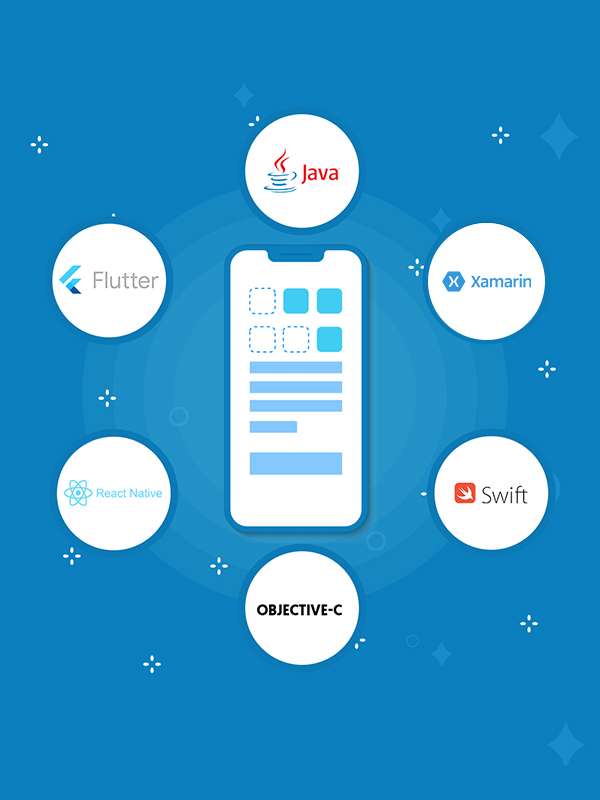 Java
Flutter
Xamarin
React Native
Swift
OBJECTIVE-C